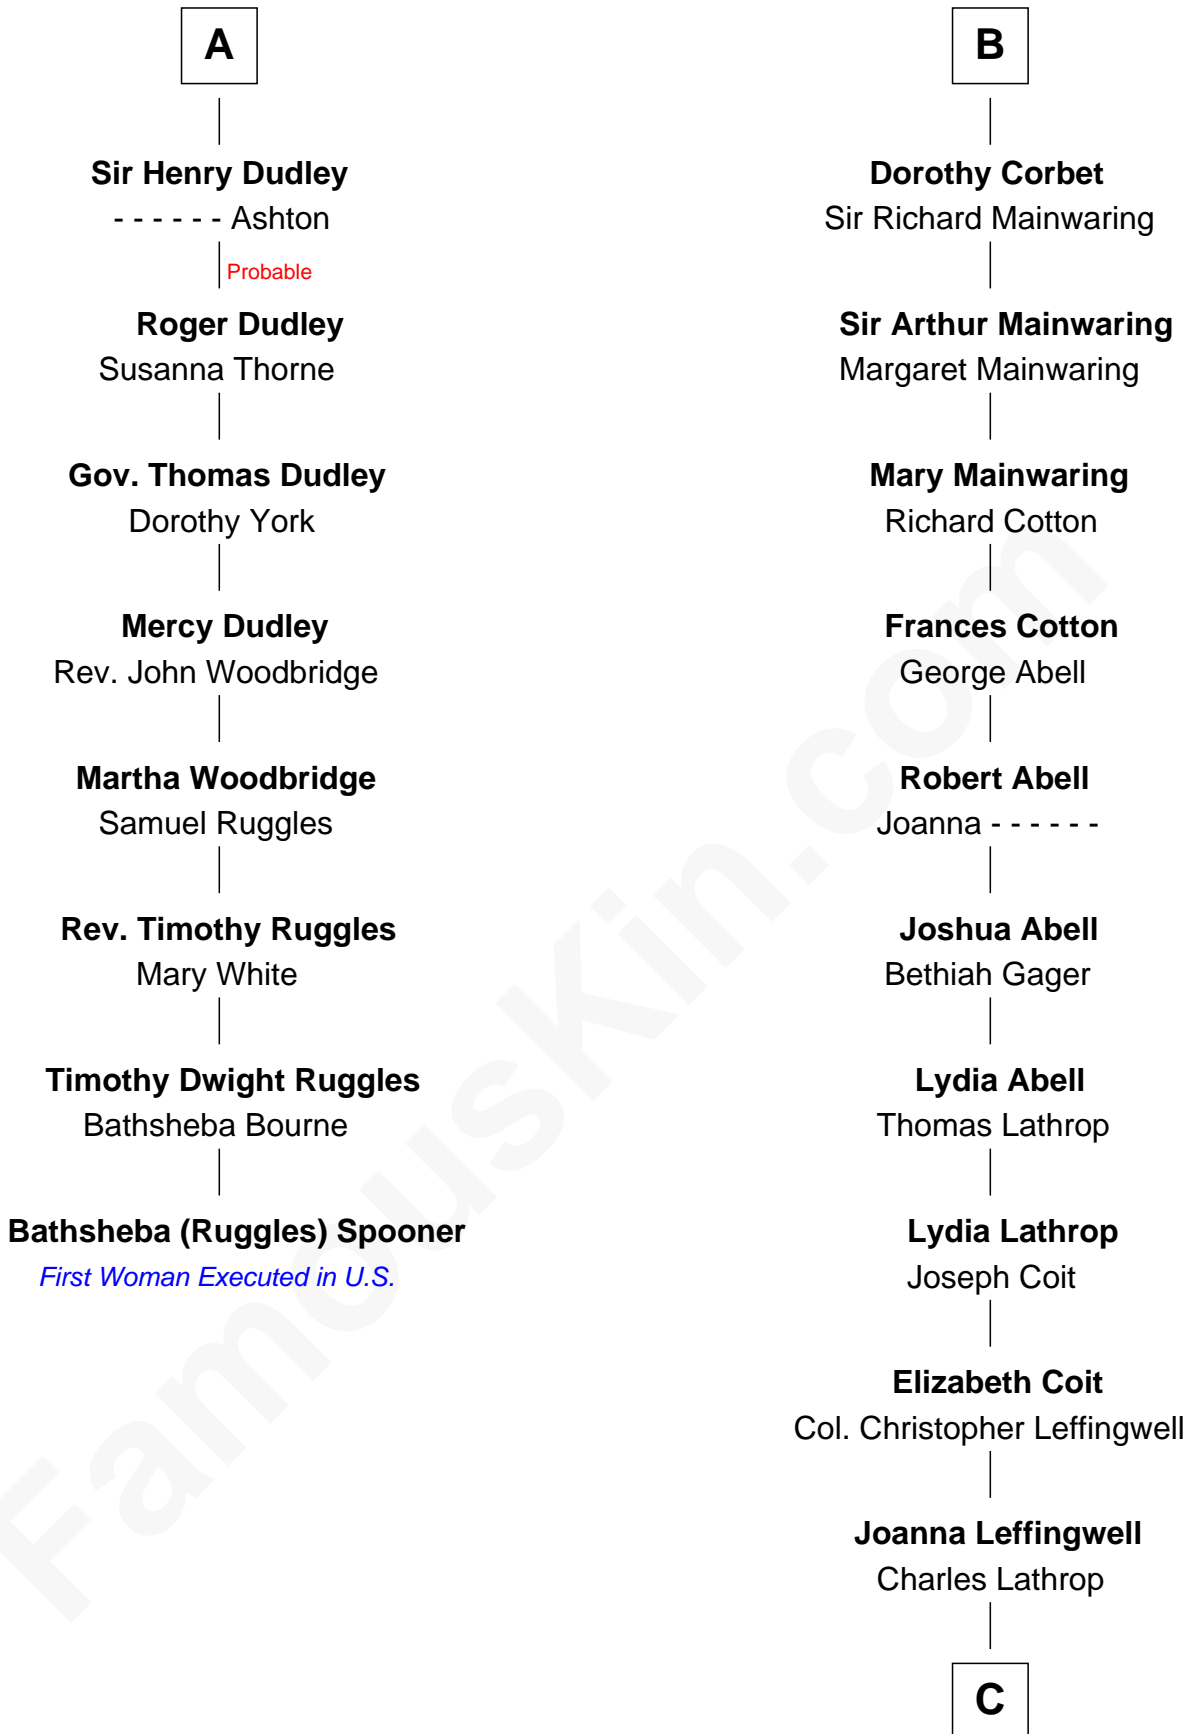 A
Sir Henry Dudley
- - - - - - Ashton
Probable
Roger Dudley
Susanna Thorne
Gov. Thomas Dudley
Dorothy York
Mercy Dudley
Rev. John Woodbridge
Martha Woodbridge
Samuel Ruggles
Rev. Timothy Ruggles
Mary White
Timothy Dwight Ruggles
Bathsheba Bourne
Bathsheba (Ruggles) Spooner
First Woman Executed in U.S.
B
Dorothy Corbet
Sir Richard Mainwaring
Sir Arthur Mainwaring
Margaret Mainwaring
Mary Mainwaring
Richard Cotton
Frances Cotton
George Abell
Robert Abell
Joanna - - - - - -
Joshua Abell
Bethiah Gager
Lydia Abell
Thomas Lathrop
Lydia Lathrop
Joseph Coit
Elizabeth Coit
Col. Christopher Leffingwell
Joanna Leffingwell
Charles Lathrop
C
FamousKin.com